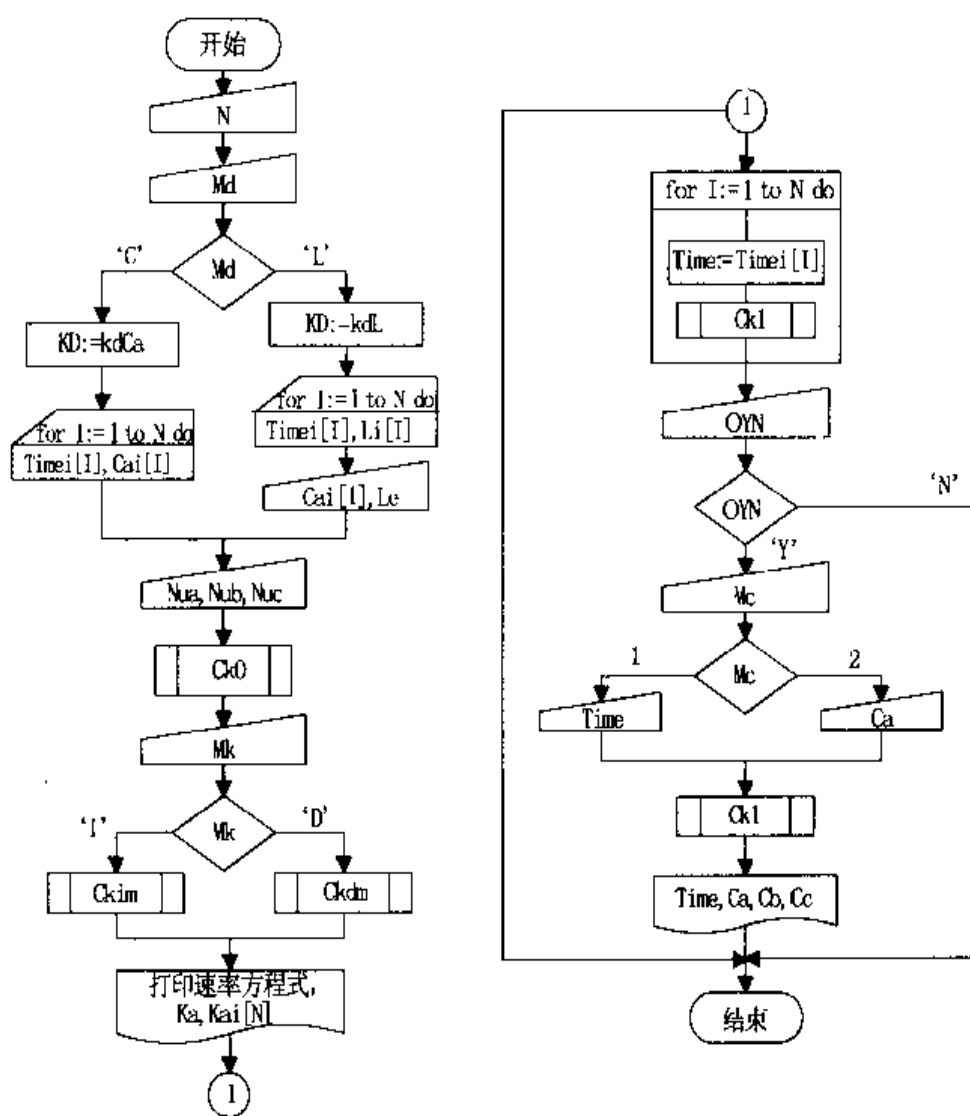 开始
N
Md
Md
‘C’
‘L’
KD:=kdCa
KD:=kdL
for I:=1 to N do
Timei[I],Cai[I]
for I:=1 to N do
Timei[I],Li[I]
Cai[1],Le
Nua,Nub,Nuc
Ck0
Mk
Mk
‘I’
‘D’
Ckim
Ckdm
打印速率方程式,
Ka,Kai[N]
1
1
for I:=1 to N do
Time:=Timei[I]
Ck1
OYN
OYN
‘N’
‘Y’
Mc
Mc
1
2
Time
Ca
Ck1
Time,Ca,Cb,Cc
结束